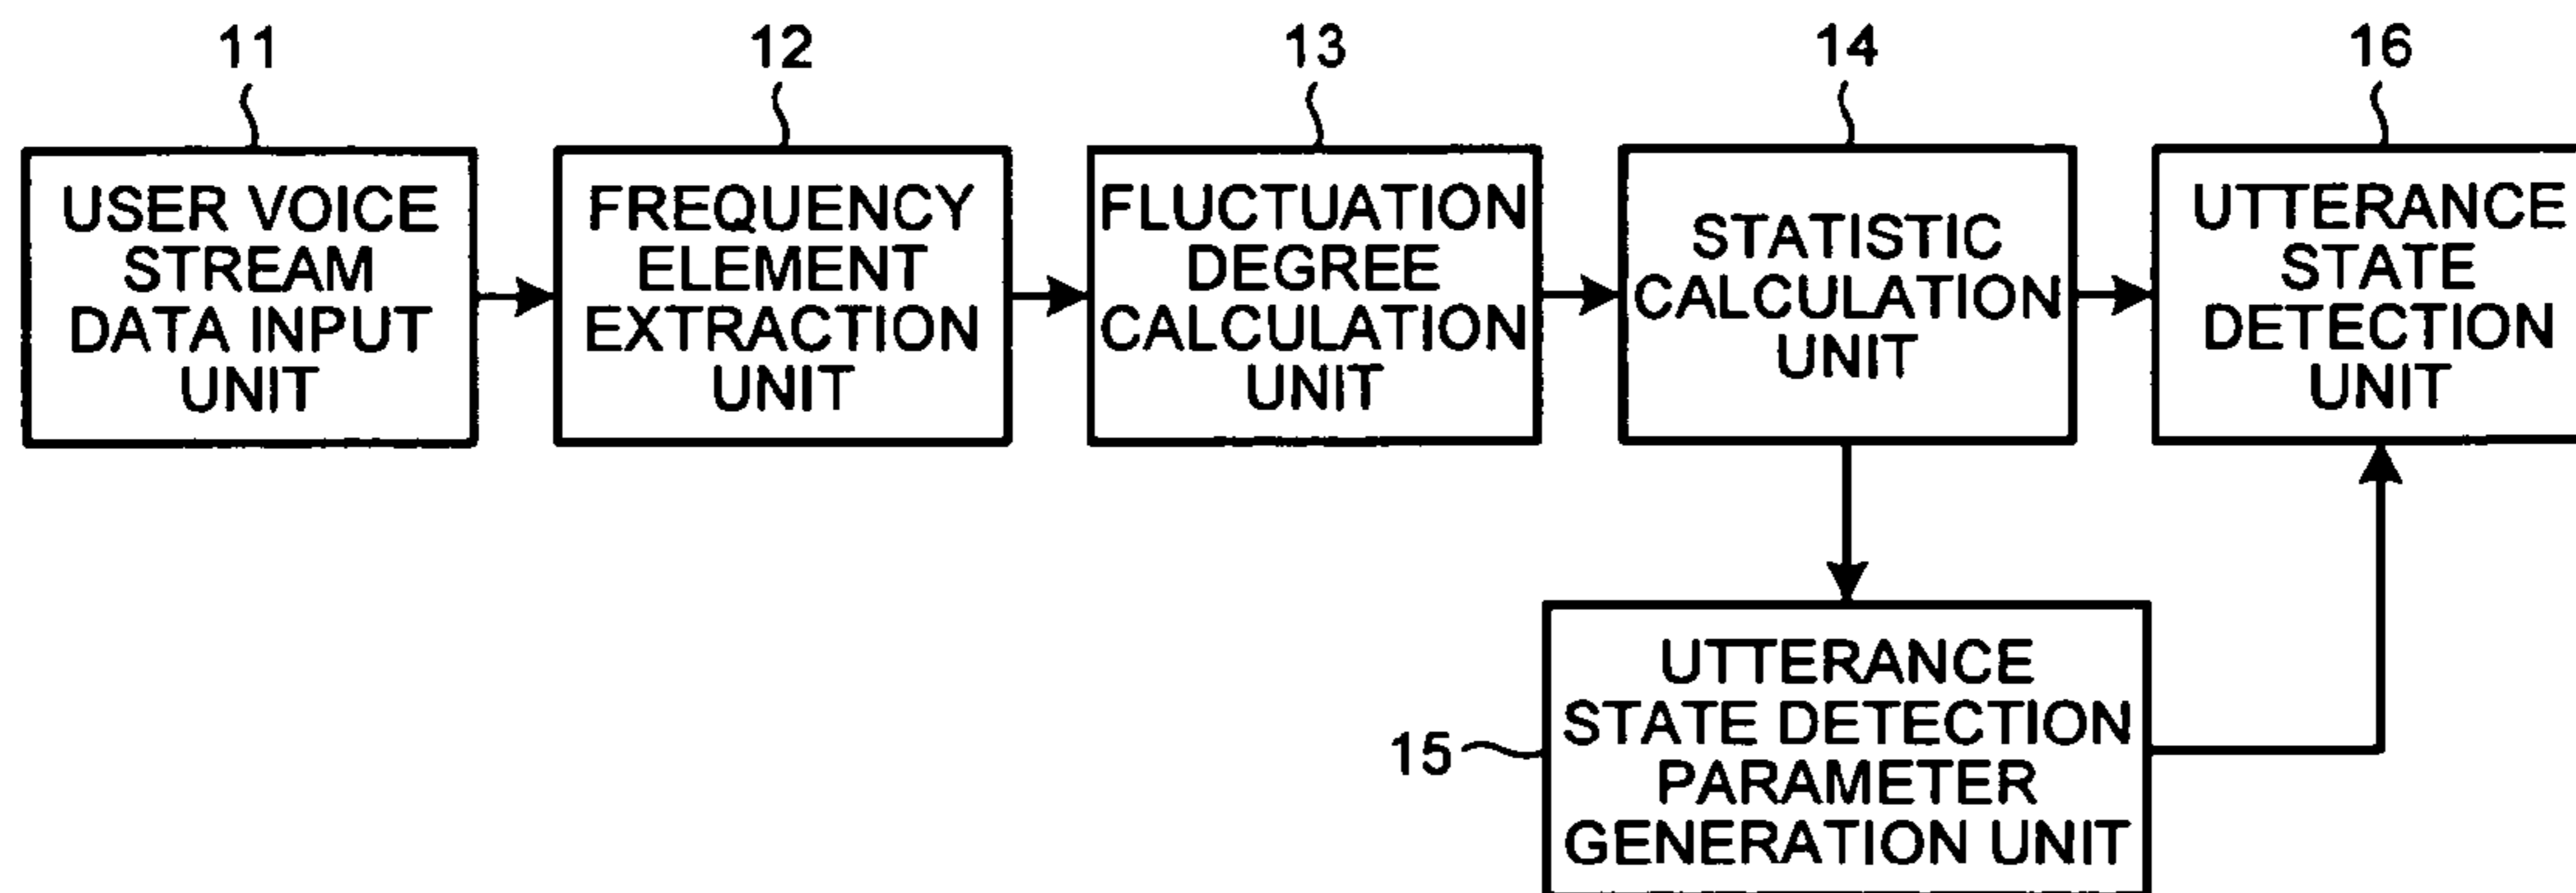 11
12
13
14
16
USER VOICE
STREAM
DATA INPUT
UNIT
FREQUENCY
ELEMENT
EXTRACTION
UNIT
FLUCTUATION
DEGREE
CALCULATION
UNIT
STATISTIC
CALCULATION
UNIT
UTTERANCE
STATE
DETECTION
UNIT
15
UTTERANCE
STATE DETECTION
PARAMETER
GENERATION UNIT